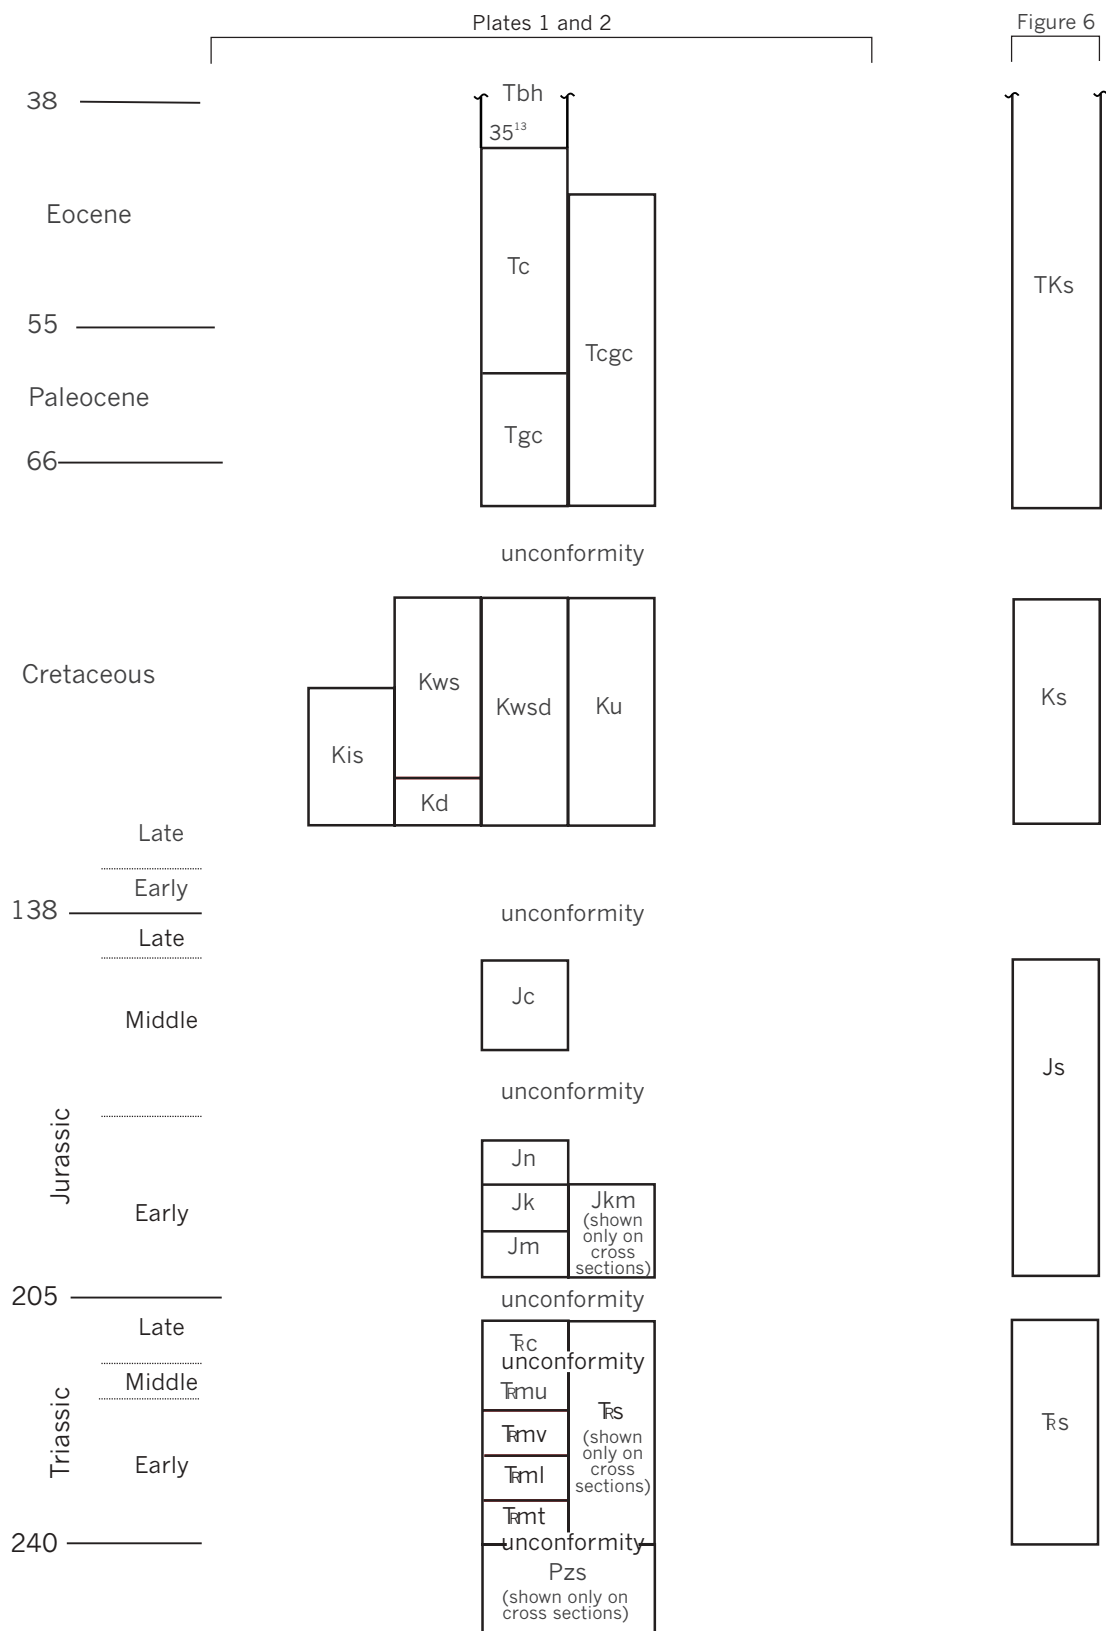 Plates 1 and 2
Figure 6
38
Tbh
35¹³
Eocene
Tc
TKs
55
Tcgc
Paleocene
Tgc
66
unconformity
Cretaceous
Kws
Kwsd
Ku
Ks
Kis
Kd
Late
Early
138
unconformity
Late
Jc
Middle
Js
unconformity
Jurassic
Jn
Jk
Jkm
(shown
only on
cross
sections)
Early
Jm
205
unconformity
Late
TRc
unconformity
Middle
TRmu
TRs
(shown
only on
cross
sections)
TRs
Triassic
TRmv
Early
TRml
TRmt
240
unconformity
Pzs
(shown only on
cross sections)